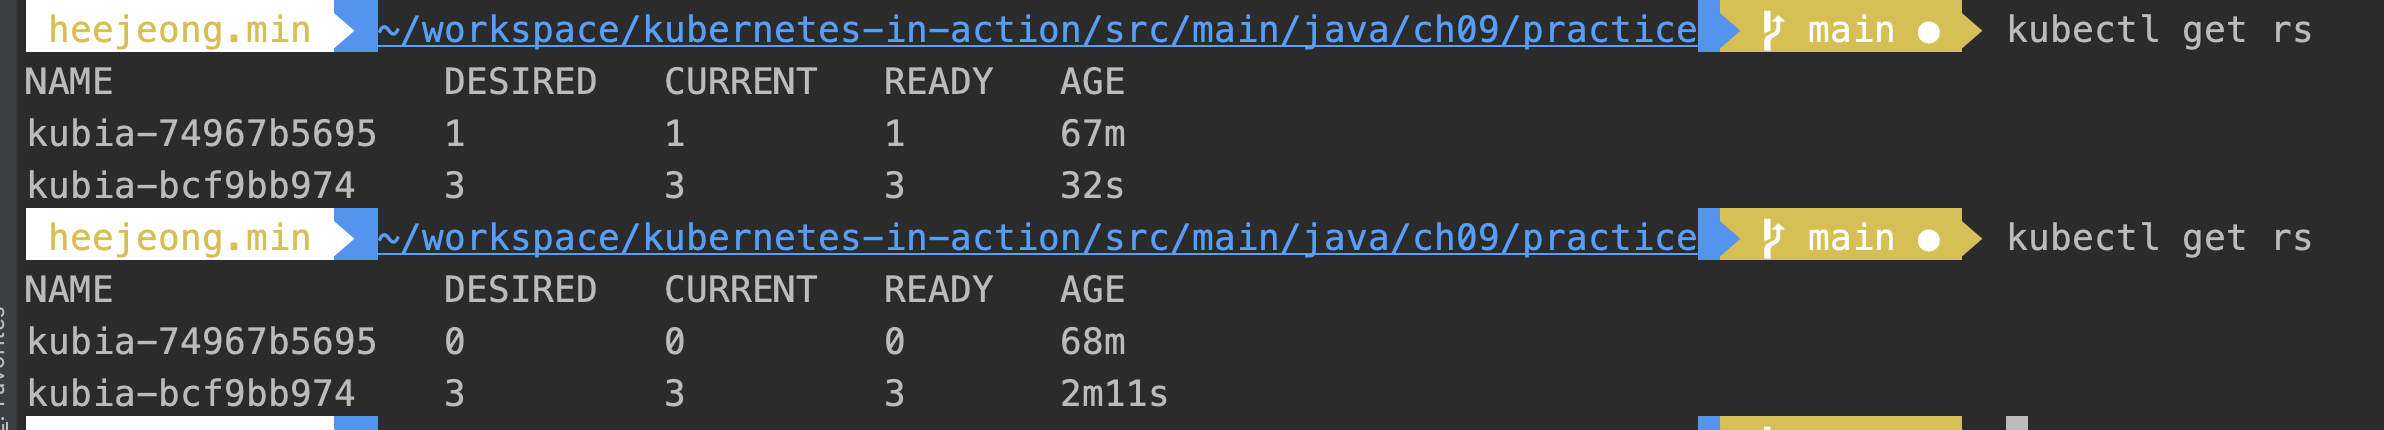 heejeong.min ~/workspace/kubernetes-in-action/src/main/java/ch09/practice main ● kubectl get rs
NAME DESIRED CURRENT READY AGE
kubia-74967b5695 1 1 1 67m
kubia-bcf9bb974 3 3 3 32s
heejeong.min ~/workspace/kubernetes-in-action/src/main/java/ch09/practice main ● kubectl get rs
NAME DESIRED CURRENT READY AGE
kubia-74967b5695 0 0 0 68m
kubia-bcf9bb974 3 3 3 2m11s